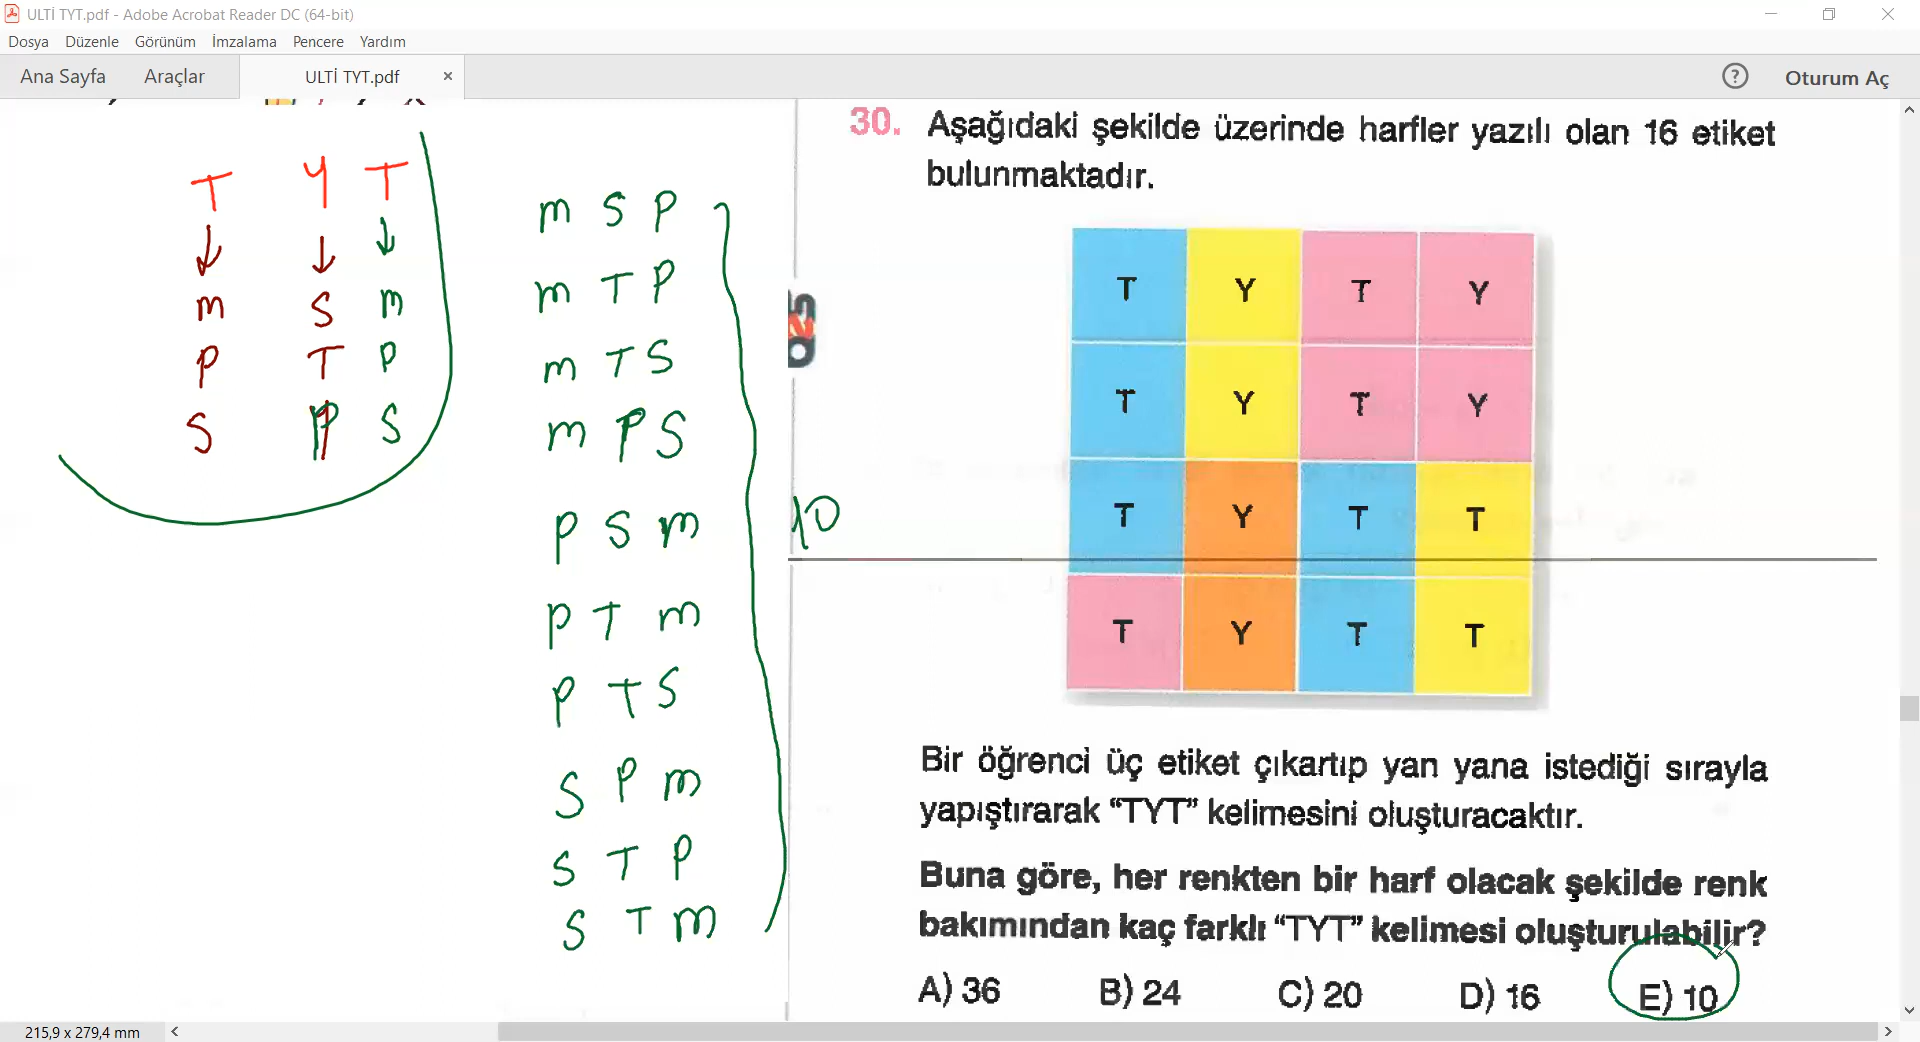 ULTİ TYT.pdf - Adobe Acrobat Reader DC (64-bit)
Dosya Düzenle Görünüm İmzalama Pencere Yardım
Ana Sayfa Araçlar ULTİ TYT.pdf × ? Oturum Aç
T Y T
m S m
P T P
S P S
m S P
m T P
m T S
m P S
P S m
P T m
P T S
S P m
S T P
S T m
10
30. Aşağıdaki şekilde üzerinde harfler yazılı olan 16 etiket
bulunmaktadır.
T Y T Y
T Y T Y
T Y T T
T Y T T
Bir öğrenci üç etiket çıkartıp yan yana istediği sırayla
yapıştırarak “TYT” kelimesini oluşturacaktır.
Buna göre, her renkten bir harf olacak şekilde renk
bakımından kaç farklı “TYT” kelimesi oluşturulabilir?
A) 36 B) 24 C) 20 D) 16 E) 10
215,9 x 279,4 mm